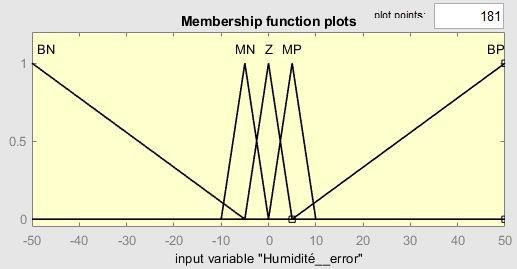 plot points: 181
Membership function plots
BN MN Z MP BP
1
0.5
0
-50 -40 -30 -20 -10 0 10 20 30 40 50
input variable "Humidité__error"